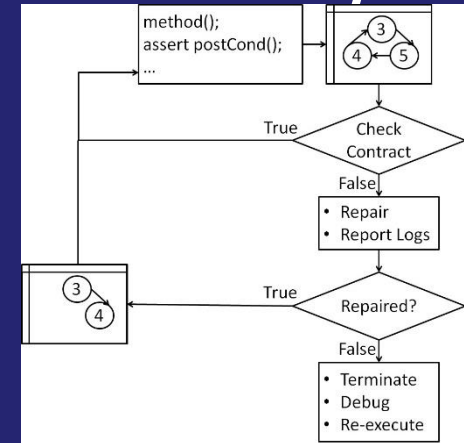 method();
assert postCond();
...
3
4
5
True
Check
Contract
False
• Repair
• Report Logs
3
4
True
Repaired?
False
• Terminate
• Debug
• Re-execute